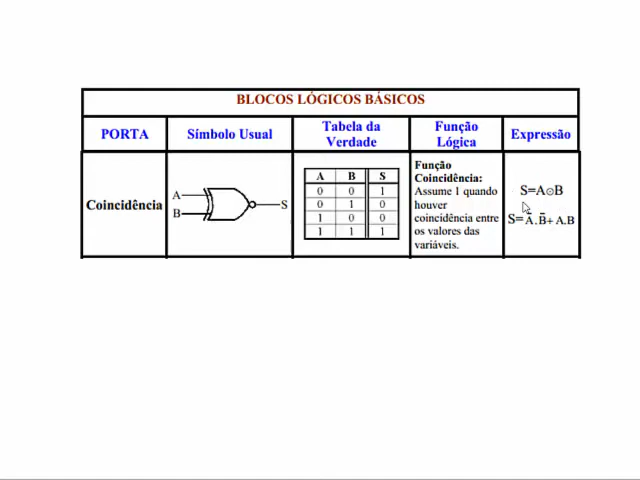 BLOCOS LÓGICOS BÁSICOS
PORTA
Símbolo Usual
Tabela da
Verdade
Função
Lógica
Expressão
Coincidência
A
B
S
A B S
0 0 1
0 1 0
1 0 0
1 1 1
Função
Coincidência:
Assume 1 quando
houver
coincidência entre
os valores das
variáveis.
S=A⊙B
S=Ā.B̄+A.B